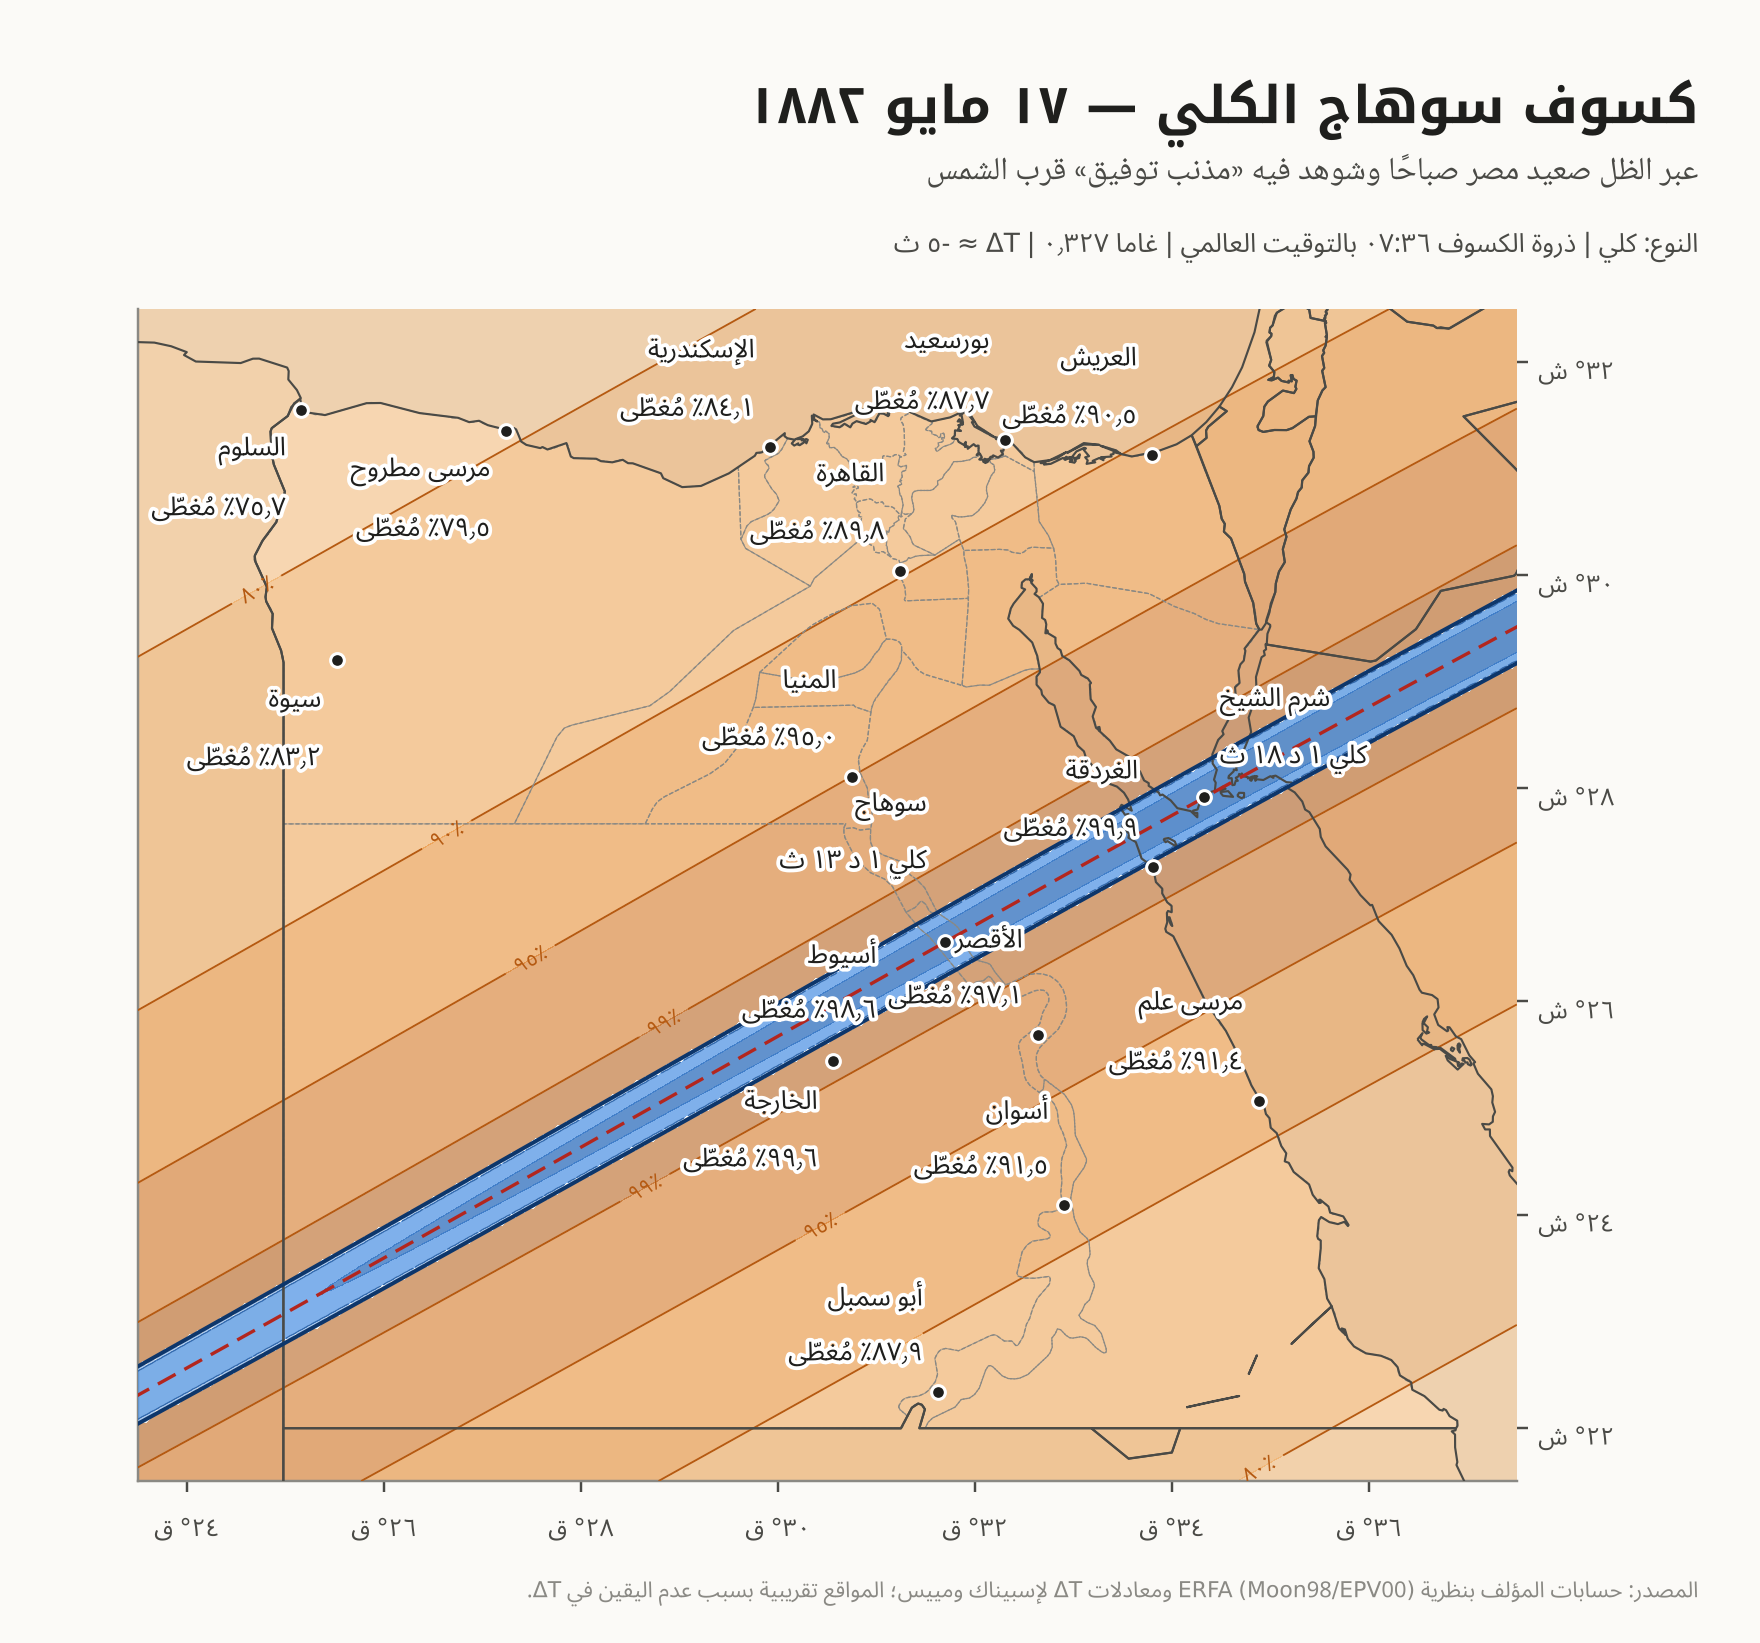 كسوف سوهاج الكلي — ١٧ مايو ١٨٨٢
عبر الظل صعيد مصر صباحًا وشوهد فيه «مذنب توفيق» قرب الشمس
النوع: كلي | ذروة الكسوف ٠٧:٣٦ بالتوقيت العالمي | غاما ٠٫٣٢٧ | ΔT ≈ -٥ ث
بورسعيد
٨٧٫٧٪ مُغطّى
الإسكندرية
٨٤٫١٪ مُغطّى
العريش
٩٠٫٥٪ مُغطّى
السلوم
٧٥٫٧٪ مُغطّى
مرسى مطروح
٧٩٫٥٪ مُغطّى
القاهرة
٨٩٫٨٪ مُغطّى
سيوة
٨٣٫٢٪ مُغطّى
المنيا
٩٥٫٠٪ مُغطّى
شرم الشيخ
كلي ١ د ١٨ ث
الغردقة
٩٩٫٩٪ مُغطّى
سوهاج
كلي ١ د ١٣ ث
الأقصر
٩٧٫١٪ مُغطّى
أسيوط
٩٨٫٦٪ مُغطّى
مرسى علم
٩١٫٤٪ مُغطّى
الخارجة
٩٩٫٦٪ مُغطّى
أسوان
٩١٫٥٪ مُغطّى
أبو سمبل
٨٧٫٩٪ مُغطّى
٨٠٪
٩٠٪
٩٥٪
٩٩٪
٩٩٪
٩٥٪
٨٠٪
٣٢° ش
٣٠° ش
٢٨° ش
٢٦° ش
٢٤° ش
٢٢° ش
٢٤° ق
٢٦° ق
٢٨° ق
٣٠° ق
٣٢° ق
٣٤° ق
٣٦° ق
المصدر: حسابات المؤلف بنظرية ERFA (Moon98/EPV00) ومعادلات ΔT لإسبيناك ومييس؛ المواقع تقريبية بسبب عدم اليقين في ΔT.